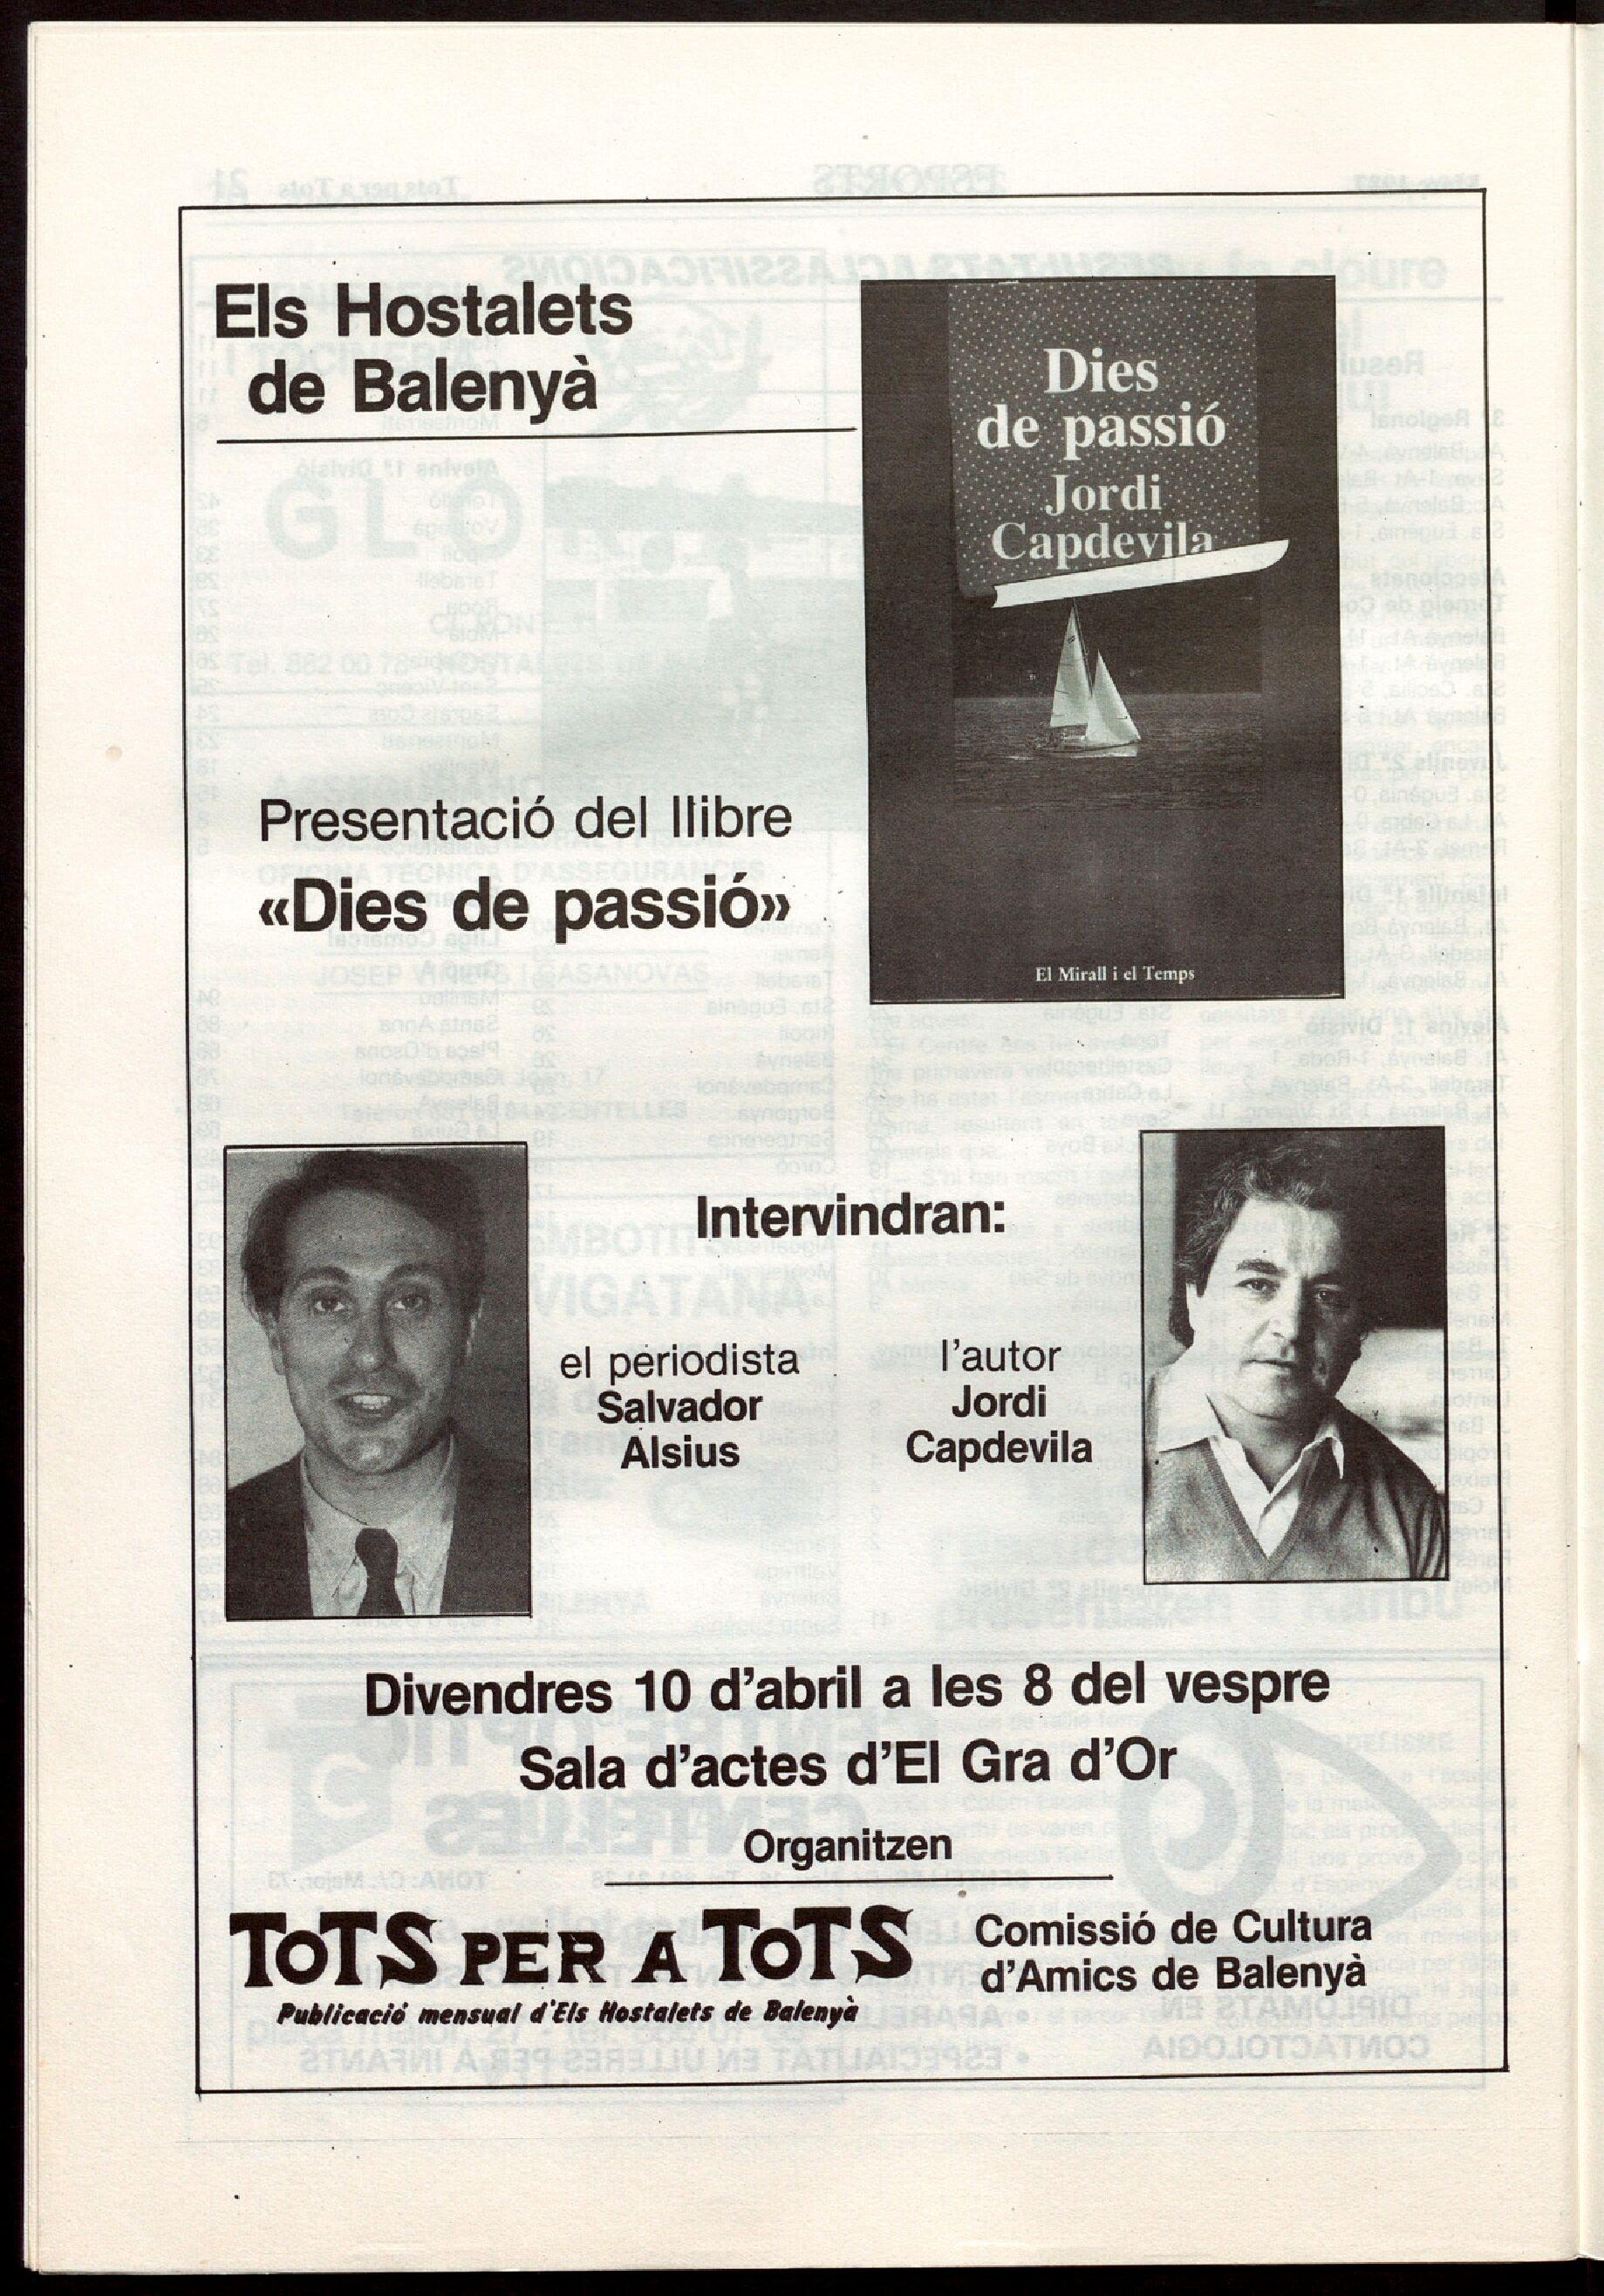 Els Hostalets
de Balenyà
Dies
de passió
Jordi
Capdevila
El Mirall i el Temps
Presentació del llibre
«Dies de passió»
Intervindran:
el periodista
Salvador
Alsius
l'autor
Jordi
Capdevila
Divendres 10 d'abril a les 8 del vespre
Sala d'actes d'El Gra d'Or
Organitzen
ToTS PER A ToTS
Publicació mensual d'Els Hostalets de Balenyà
Comissió de Cultura
d'Amics de Balenyà